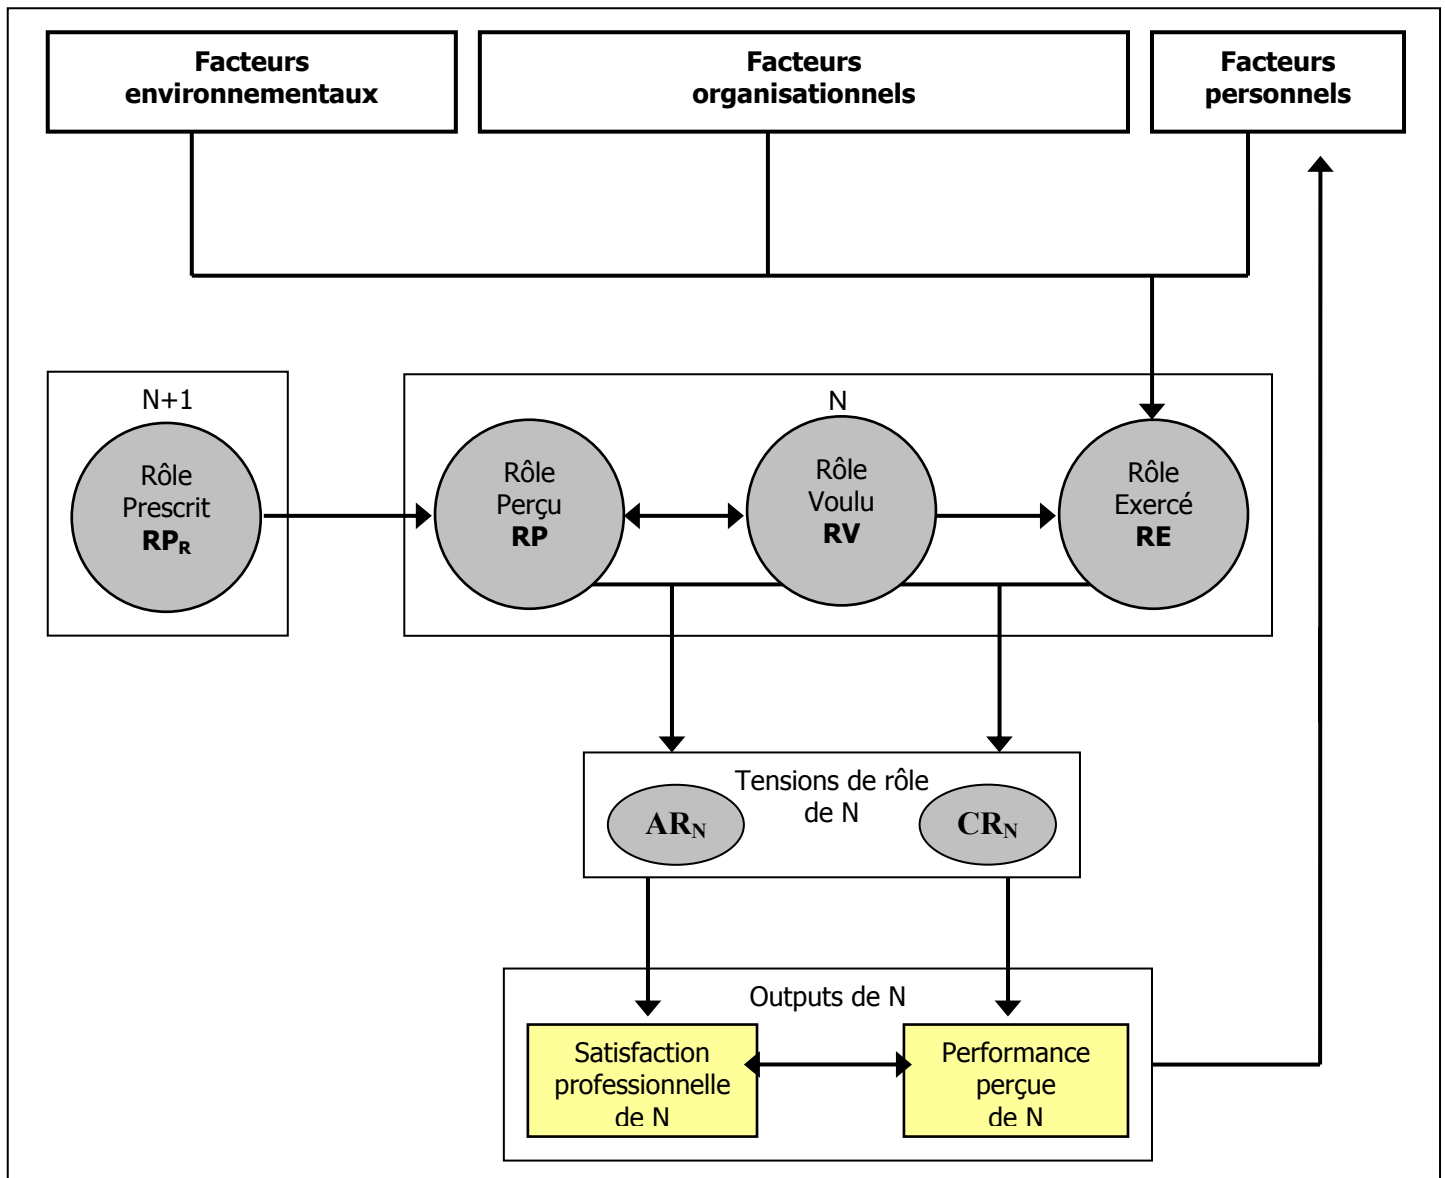 Facteurs
environnementaux
Facteurs
organisationnels
Facteurs
personnels
N+1
Rôle
Prescrit
RPR
N
Rôle
Perçu
RP
Rôle
Voulu
RV
Rôle
Exercé
RE
Tensions de rôle
de N
ARN
CRN
Outputs de N
Satisfaction
professionnelle
de N
Performance
perçue
de N